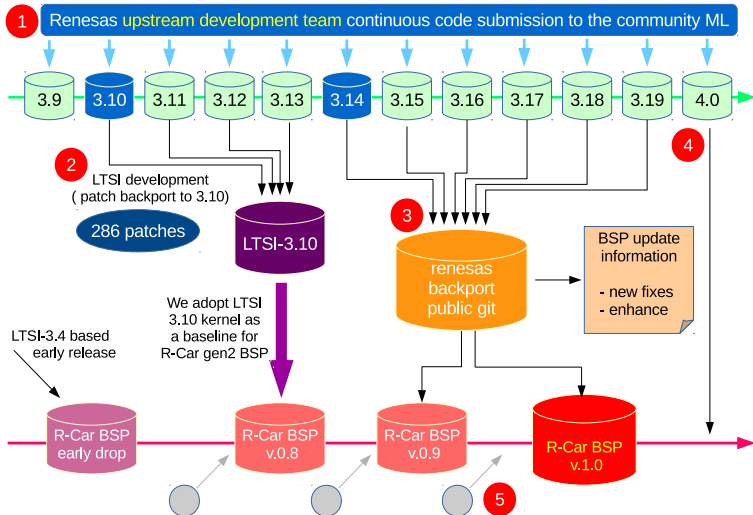 1
Renesas upstream development team continuous code submission to the community ML
3.9
3.10
3.11
3.12
3.13
3.14
3.15
3.16
3.17
3.18
3.19
4.0
2
LTSI development
( patch backport to 3.10)
286 patches
LTSI-3.10
3
renesas
backport
public git
4
BSP update
information
- new fixes
- enhance
We adopt LTSI
3.10 kernel as
a baseline for
R-Car gen2 BSP
LTSI-3.4 based
early release
R-Car BSP
early drop
R-Car BSP
v.0.8
R-Car BSP
v.0.9
R-Car BSP
v.1.0
5